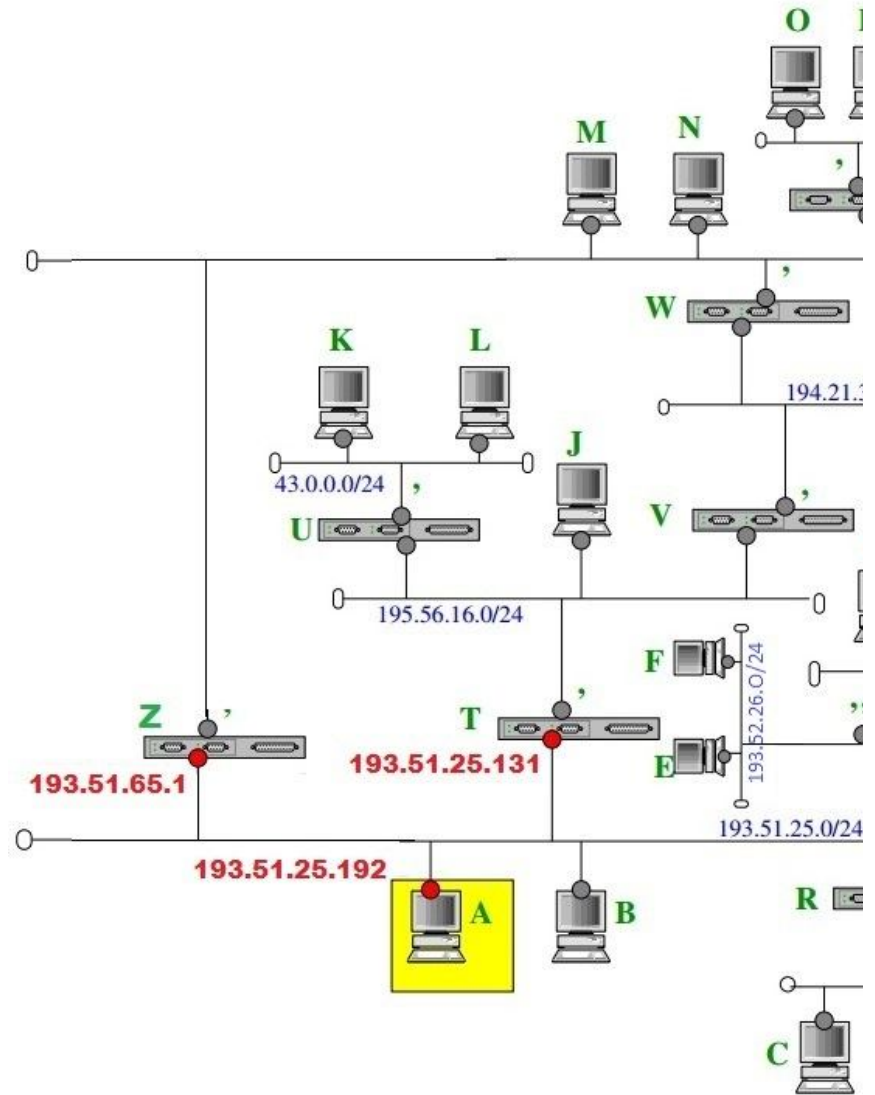 O
M N
,
,
W
K L
194.21.3
J
43.0.0.0/24
,
,
U
V
195.56.16.0/24
F
193.52.26.0/24
Z
,
T
,
,,
193.51.65.1
193.51.25.131
E
193.51.25.0/24
193.51.25.192
A
B
R
C